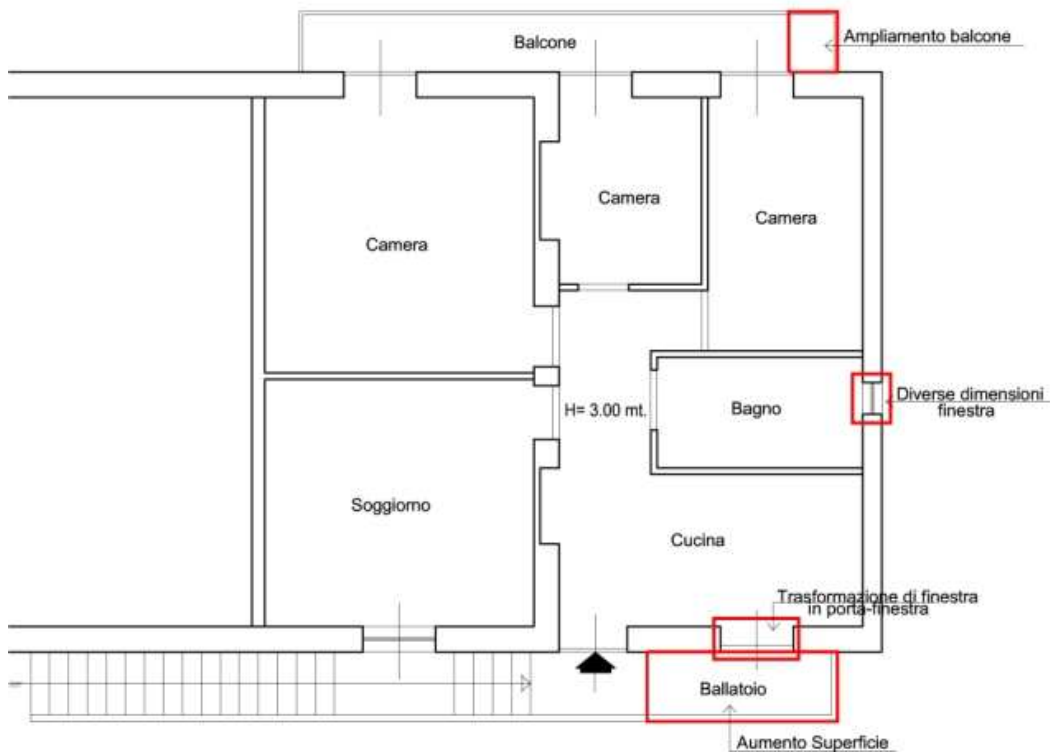 Ampliamento balcone
Balcone
Camera
Camera
Camera
Diverse dimensioni
finestra
H= 3.00 mt.
Bagno
Soggiorno
Cucina
Trasformazione di finestra
in porta-finestra
Ballatoio
Aumento Superficie